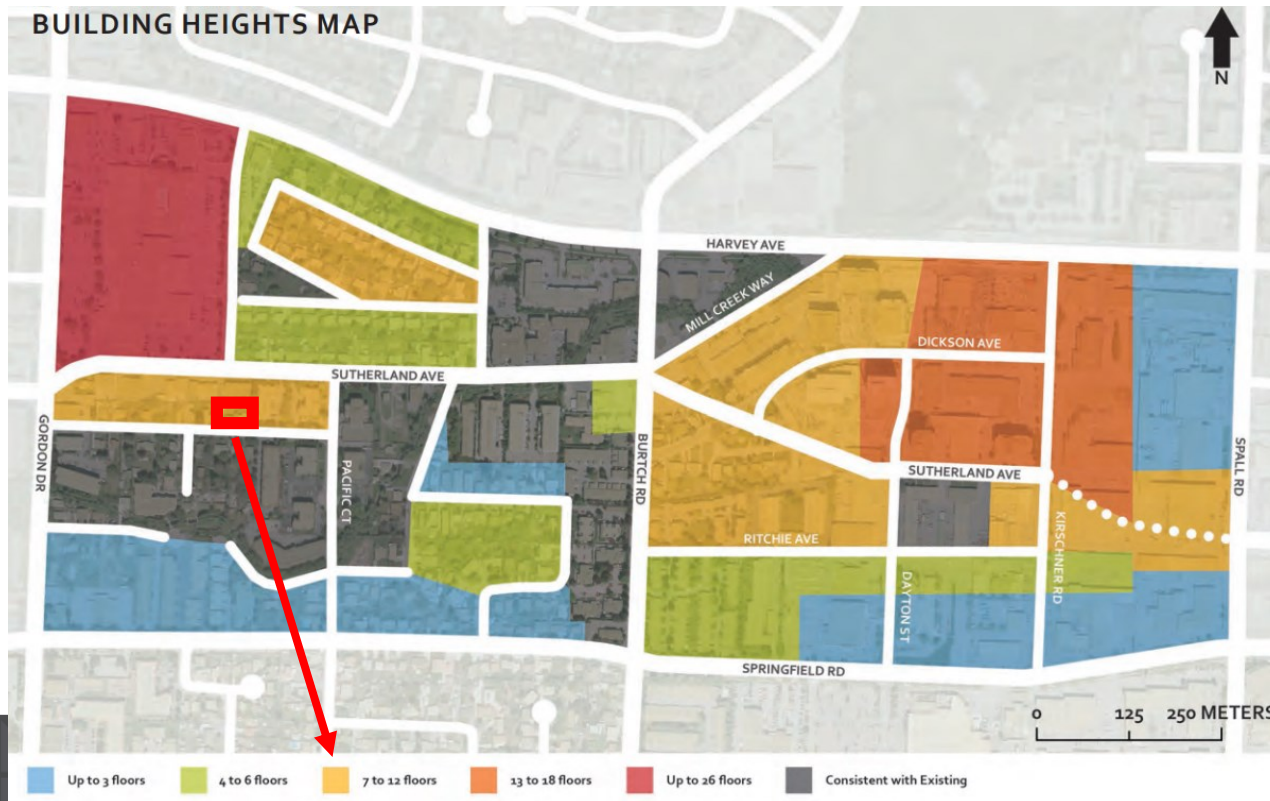 BUILDING HEIGHTS MAP
N
HARVEY AVE
MILL CREEK WAY
DICKSON AVE
SUTHERLAND AVE
GORDON DR
BURTCH RD
SPALL RD
PACIFIC CT
SUTHERLAND AVE
KIRSCHNER RD
RITCHIE AVE
DAYTON ST
SPRINGFIELD RD
0 125 250 METERS
Up to 3 floors 4 to 6 floors 7 to 12 floors 13 to 18 floors Up to 26 floors Consistent with Existing